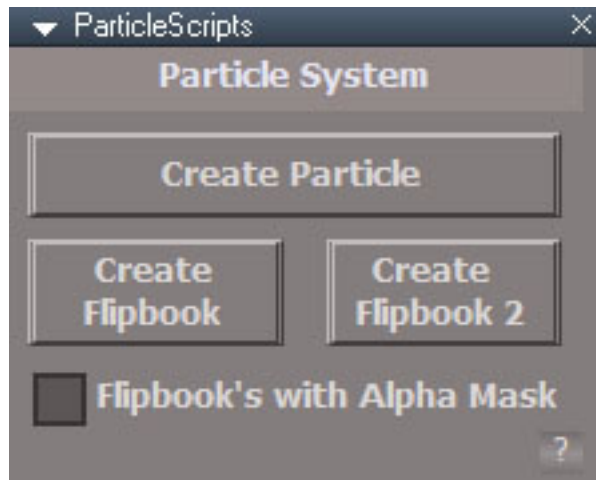 ParticleScripts
Particle System
Create Particle
Create
Flipbook
Create
Flipbook 2
Flipbook's with Alpha Mask
?